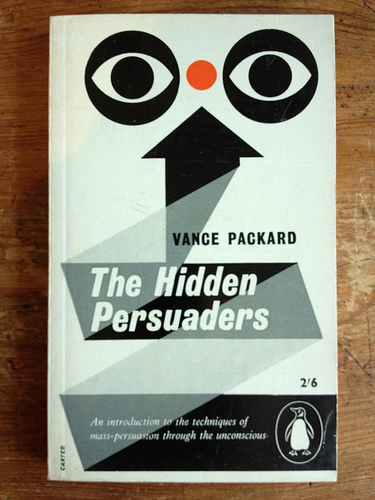 VANCE PACKARD
The Hidden
Persuaders
2/6
An introduction to the techniques of
mass-persuasion through the unconscious.
CARTER